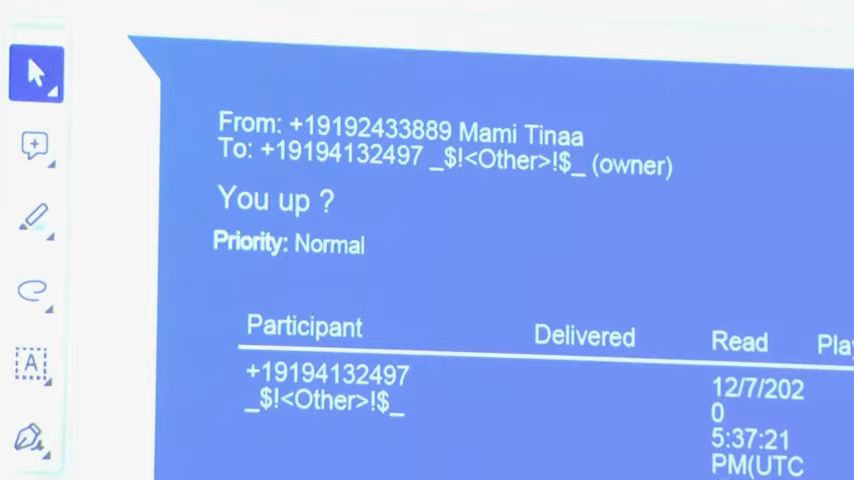 From: +19192433889 Mami Tinaa
To: +19194132497 _$!<Other>!$_ (owner)
You up ?
Priority: Normal
Participant Delivered Read Play
+19194132497 12/7/202
_$!<Other>!$_ 0
5:37:21
PM(UTC
A